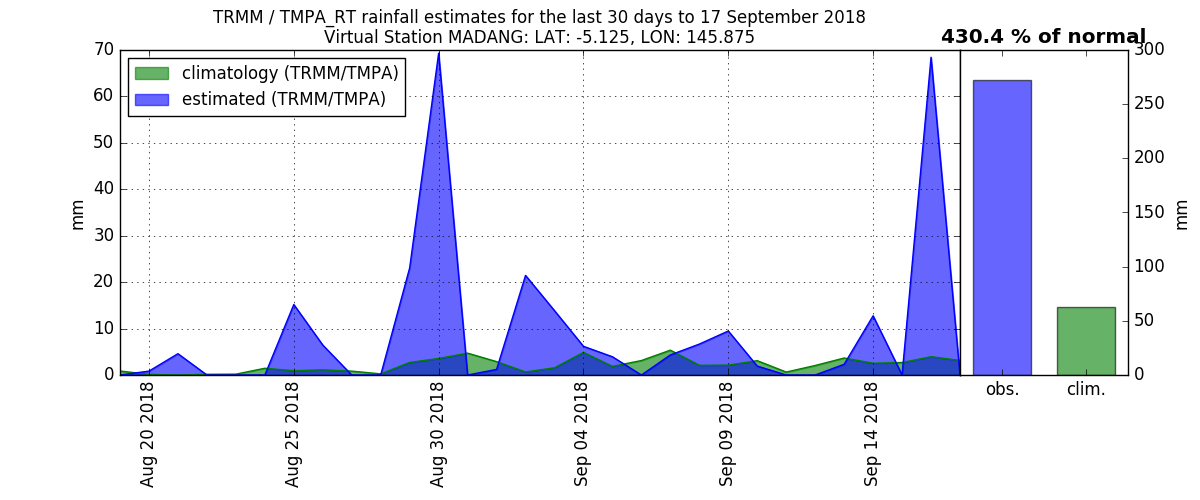 TRMM / TMPA_RT rainfall estimates for the last 30 days to 17 September 2018
Virtual Station MADANG: LAT: -5.125, LON: 145.875
430.4 % of normal
climatology (TRMM/TMPA)
estimated (TRMM/TMPA)
70
60
50
40
30
20
10
0
mm
Aug 20 2018
Aug 25 2018
Aug 30 2018
Sep 04 2018
Sep 09 2018
Sep 14 2018
obs.
clim.
300
250
200
150
100
50
0
mm